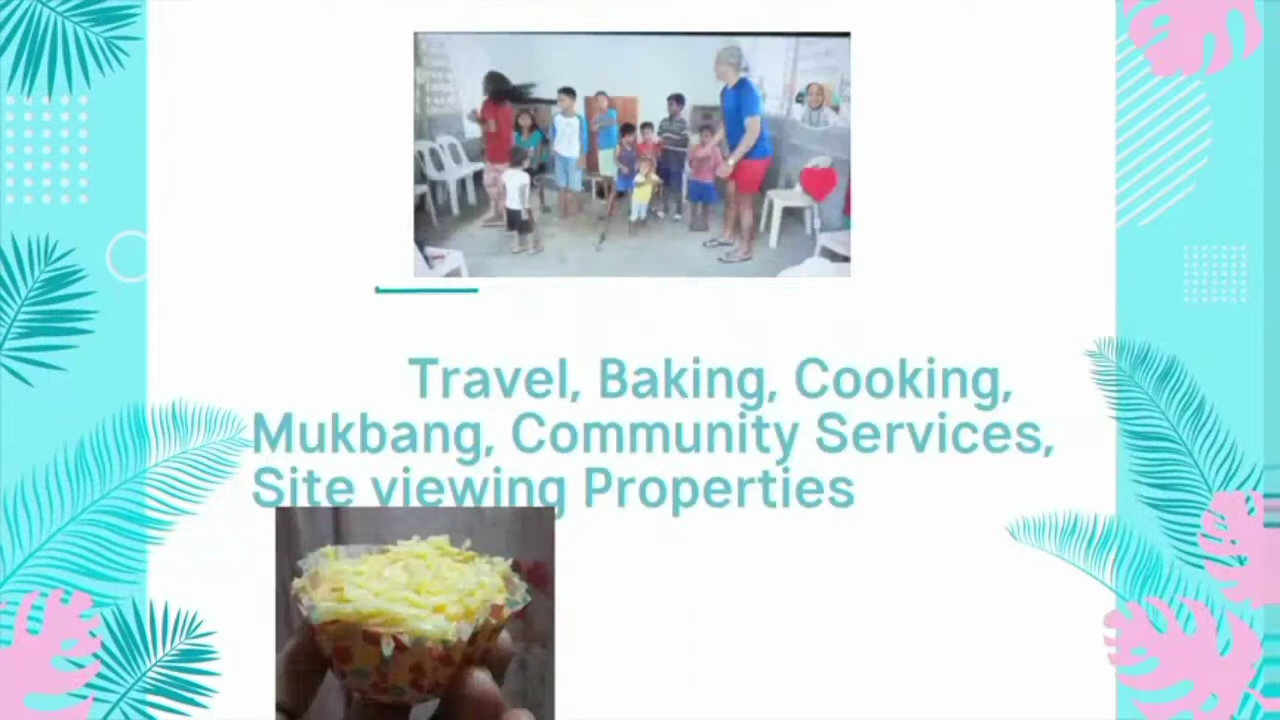 Travel, Baking, Cooking,
Mukbang, Community Services,
Site viewing Properties